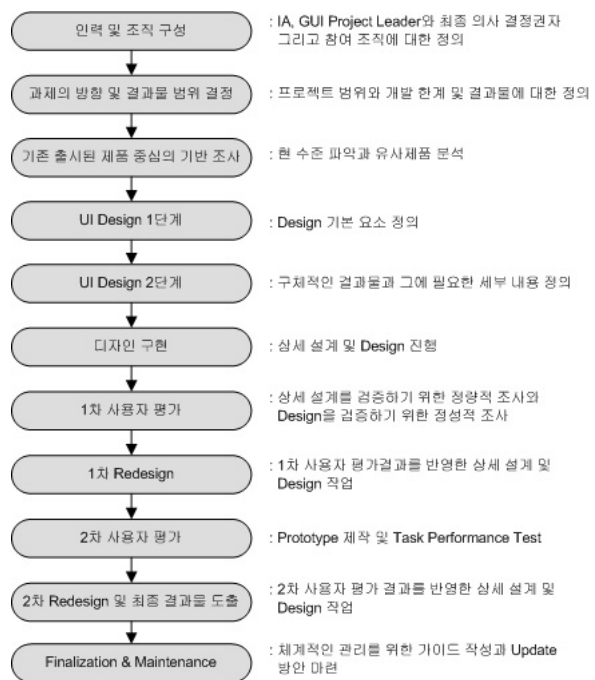 인력 및 조직 구성
: IA, GUI Project Leader와 최종 의사 결정권자
그리고 참여 조직에 대한 정의
과제의 방향 및 결과물 범위 결정
: 프로젝트 범위와 개발 한계 및 결과물에 대한 정의
기존 출시된 제품 중심의 기반 조사
: 현 수준 파악과 유사제품 분석
UI Design 1단계
: Design 기본 요소 정의
UI Design 2단계
: 구체적인 결과물과 그에 필요한 세부 내용 정의
디자인 구현
: 상세 설계 및 Design 진행
1차 사용자 평가
: 상세 설계를 검증하기 위한 정량적 조사와
Design을 검증하기 위한 정성적 조사
1차 Redesign
: 1차 사용자 평가결과를 반영한 상세 설계 및
Design 작업
2차 사용자 평가
: Prototype 제작 및 Task Performance Test
2차 Redesign 및 최종 결과물 도출
: 2차 사용자 평가 결과를 반영한 상세 설계 및
Design 작업
Finalization & Maintenance
: 체계적인 관리를 위한 가이드 작성과 Update
방안 마련